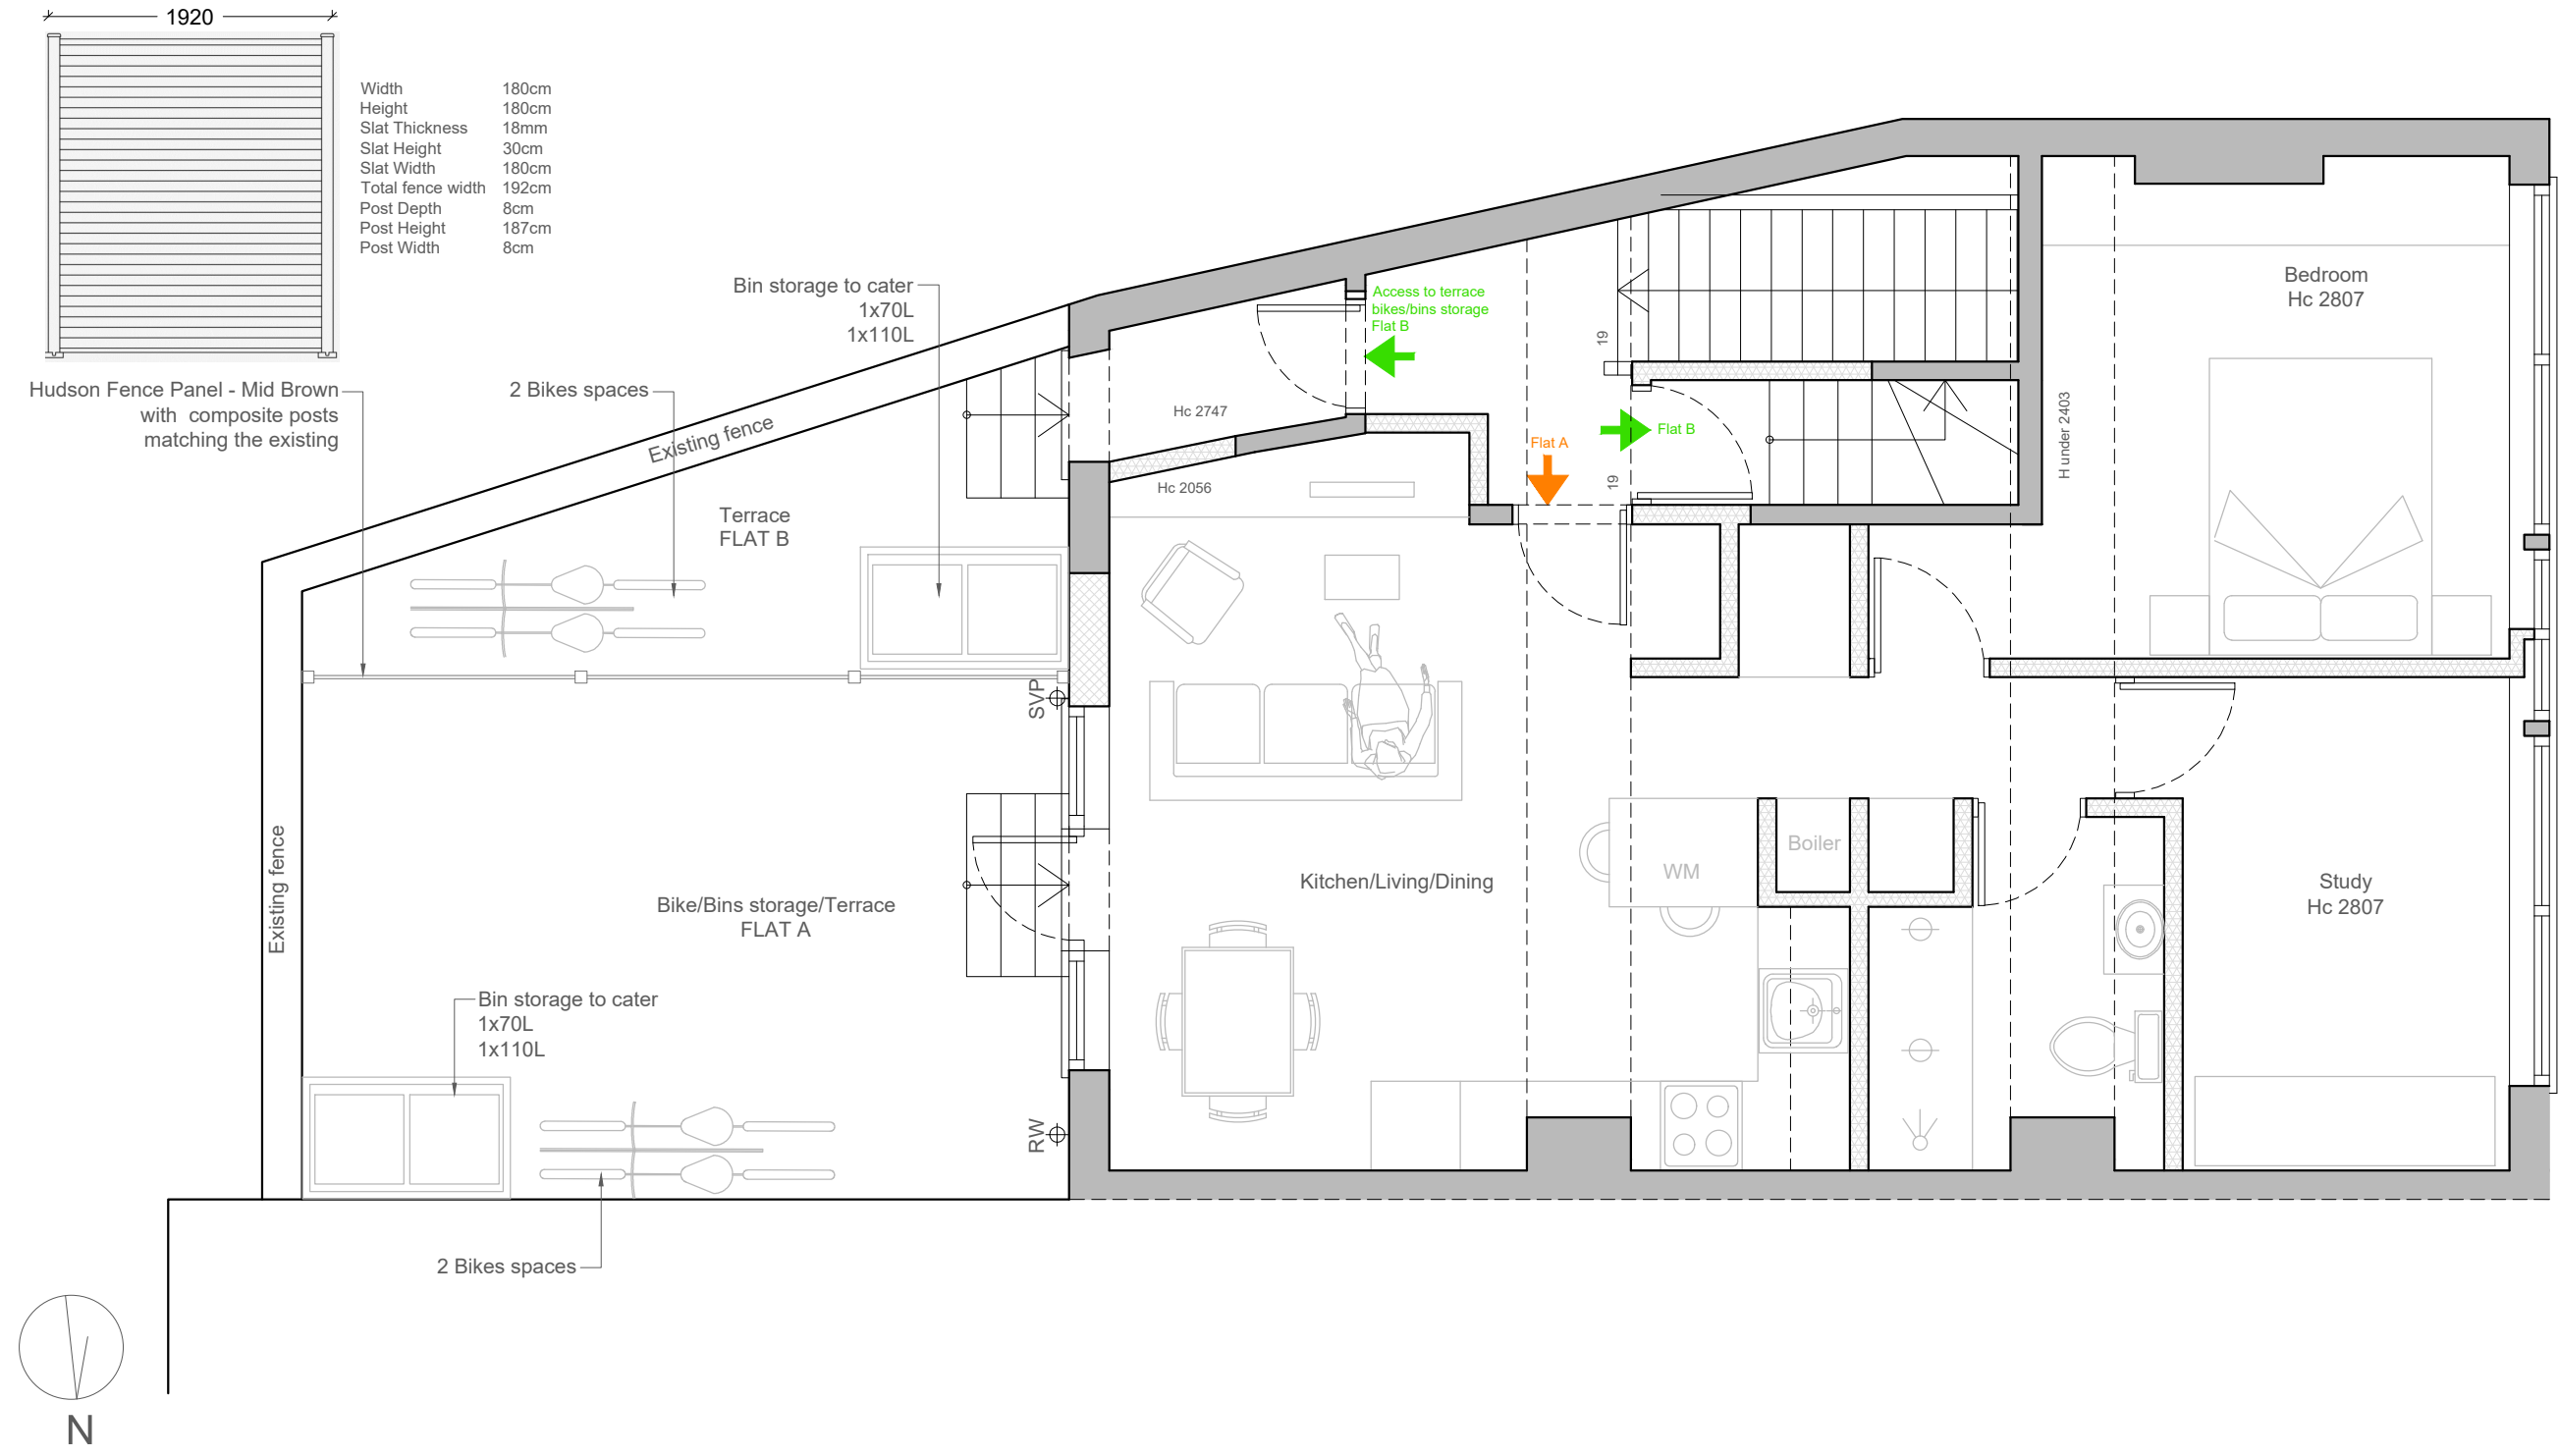 1920
Width 180cm
Height 180cm
Slat Thickness 18mm
Slat Height 30cm
Slat Width 180cm
Total fence width 192cm
Post Depth 8cm
Post Height 187cm
Post Width 8cm
Hudson Fence Panel - Mid Brown
with composite posts
matching the existing
2 Bikes spaces
Bin storage to cater
1x70L
1x110L
Existing fence
Terrace
FLAT B
Access to terrace
bikes/bins storage
Flat B
Hc 2747
Hc 2056
Flat A
Flat B
19
19
H under 2403
Bedroom
Hc 2807
SVP
Existing fence
Bike/Bins storage/Terrace
FLAT A
Kitchen/Living/Dining
WM
Boiler
Study
Hc 2807
Bin storage to cater
1x70L
1x110L
RW
2 Bikes spaces
N